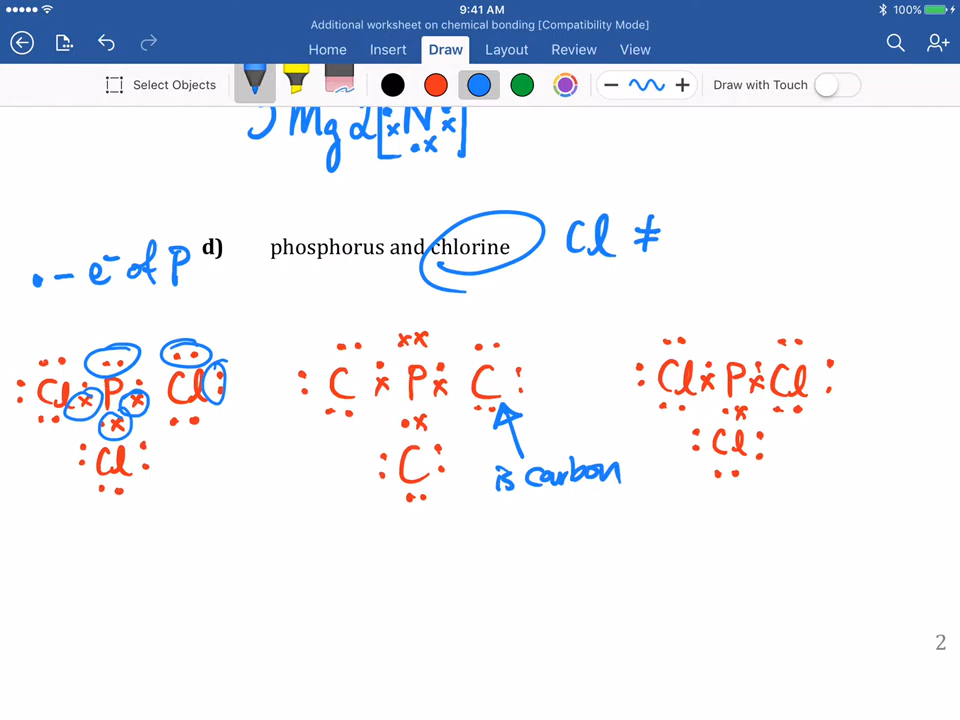 9:41 AM
100%
Additional worksheet on chemical bonding [Compatibility Mode]
Home Insert Draw Layout Review View
Select Objects
Draw with Touch
3 Mg 2[N]
d) phosphorus and chlorine Cl ≠
• – e⁻ of P
Cl P Cl
Cl
C P C
C
is carbon
Cl P Cl
Cl
2